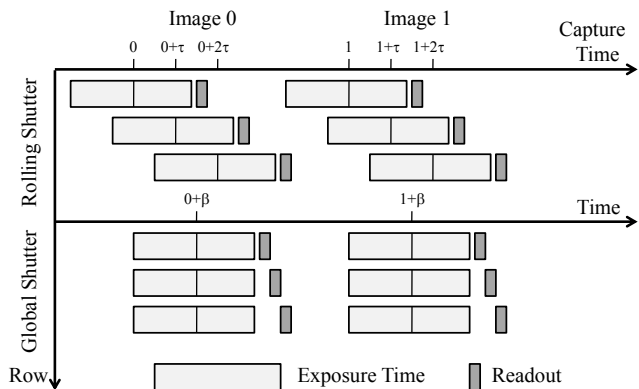 Image 0 Image 1
Capture Time
0 0+τ 0+2τ 1 1+τ 1+2τ
Rolling Shutter
0+β 1+β Time
Global Shutter
Row Exposure Time Readout